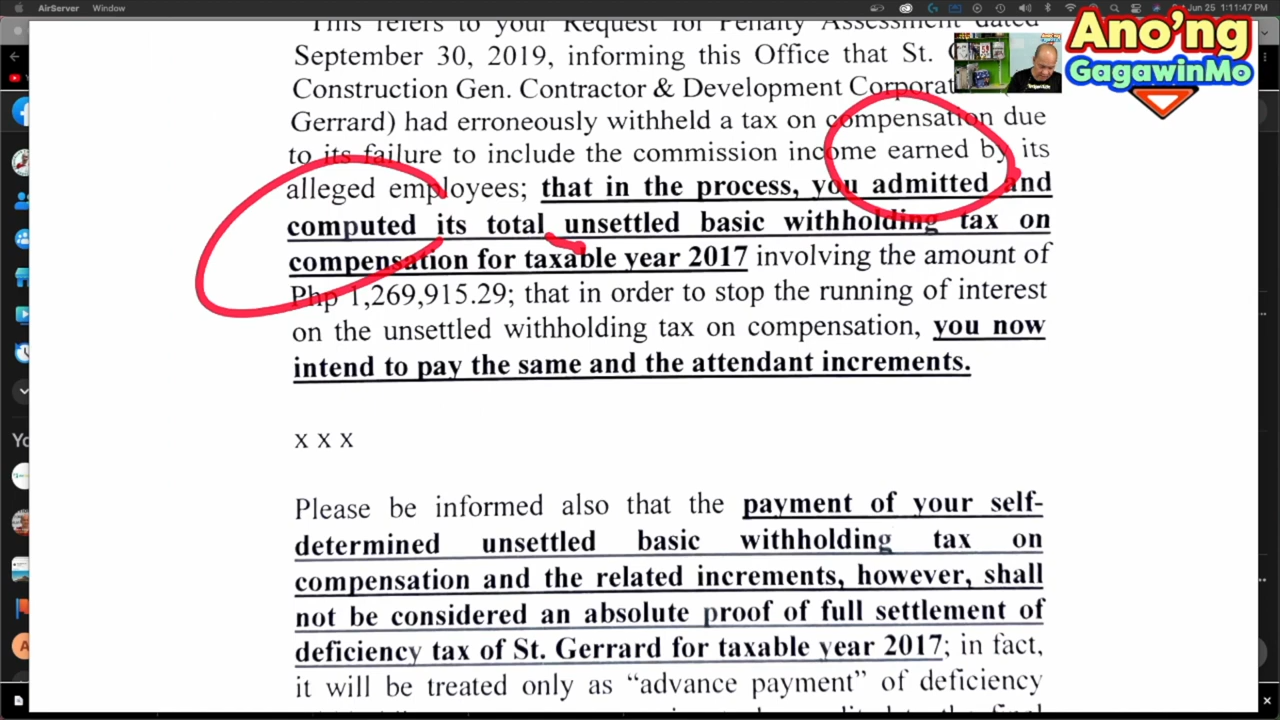 AirServer Window
Jun 25 1:11:47 PM
Ano'ng
GagawinMo
This refers to your Request for Penalty Assessment dated
September 30, 2019, informing this Office that St.
Construction Gen. Contractor & Development
Gerrard) had erroneously withheld a tax on compensation due
to its failure to include the commission income earned by its
alleged employees; that in the process, you admitted and
computed its total unsettled basic withholding tax on
compensation for taxable year 2017 involving the amount of
Php 1,269,915.29; that in order to stop the running of interest
on the unsettled withholding tax on compensation, you now
intend to pay the same and the attendant increments.
x x x
Please be informed also that the payment of your self-
determined unsettled basic withholding tax on
compensation and the related increments, however, shall
not be considered an absolute proof of full settlement of
deficiency tax of St. Gerrard for taxable year 2017; in fact,
it will be treated only as “advance payment” of deficiency